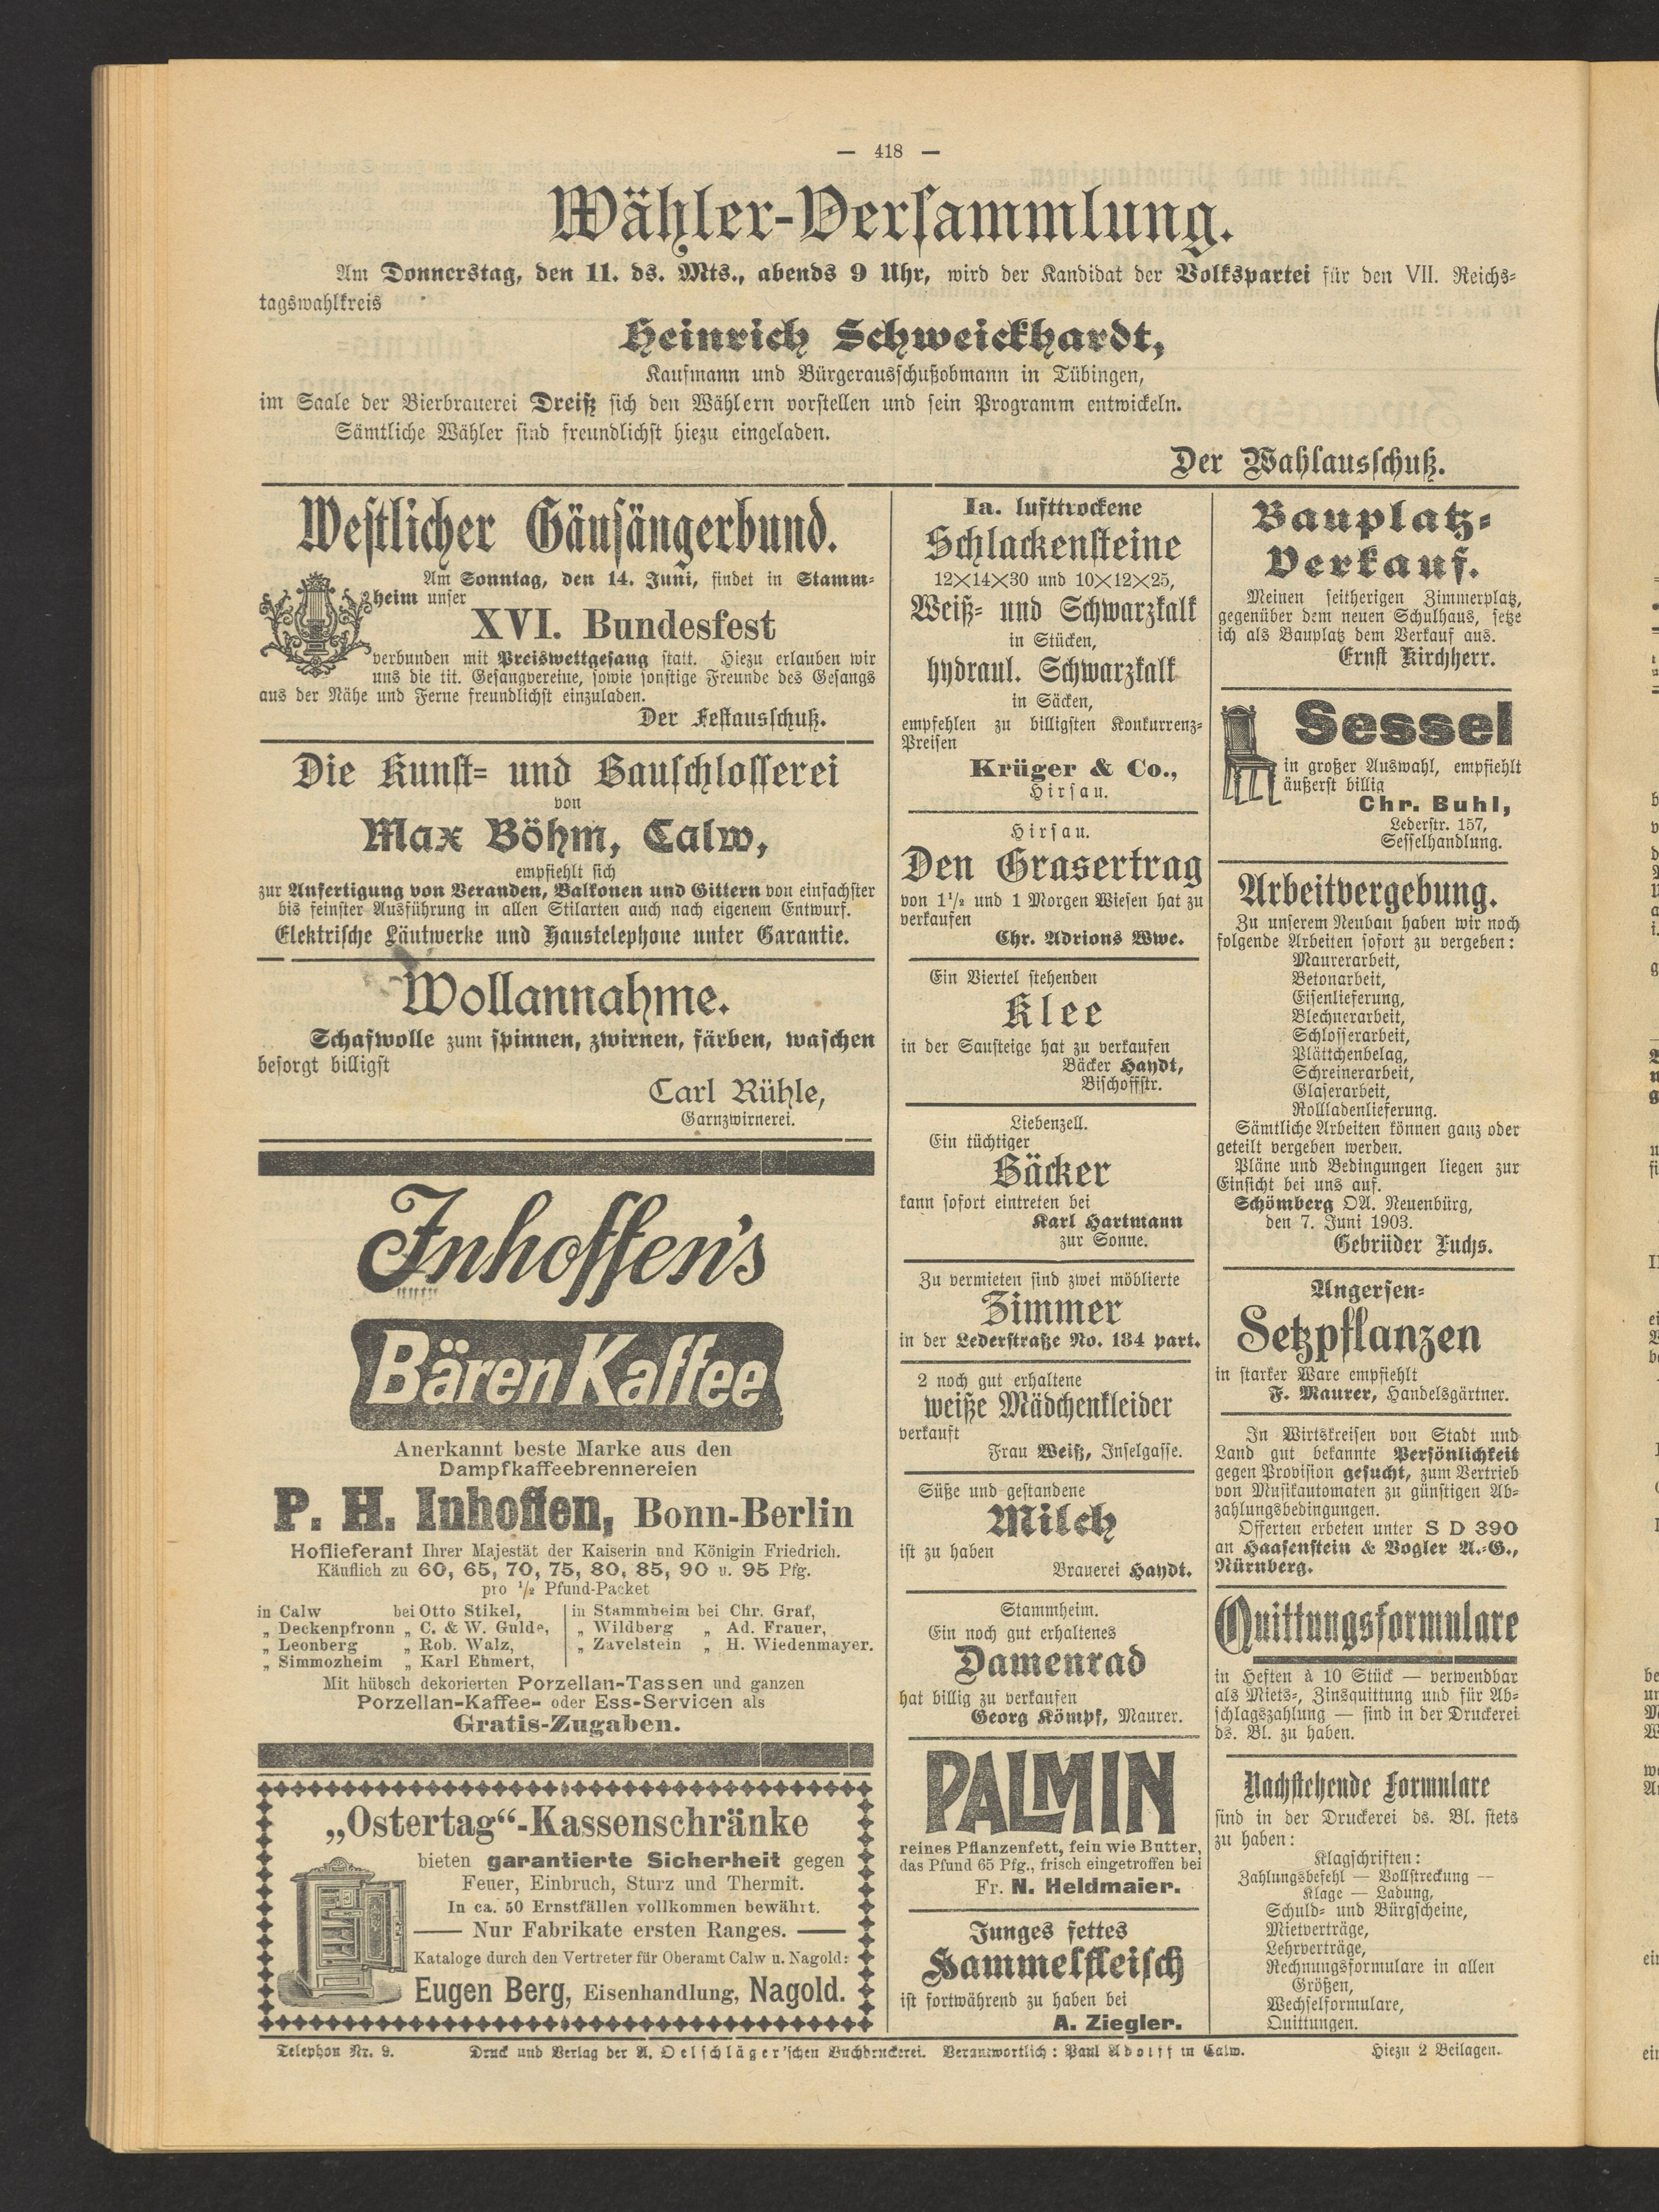 — 418 —
Wähler-Versammlung.
Am Donnerstag, den 11. ds. Mts., abends 9 Uhr, wird der Kandidat der Volkspartei für den VII. Reichs-
tagswahlkreis
Heinrich Schweickhardt,
Kaufmann und Bürgerausschußobmann in Tübingen,
im Saale der Bierbrauerei Dreiß sich den Wählern vorstellen und sein Programm entwickeln.
Sämtliche Wähler sind freundlichst hiezu eingeladen.
Der Wahlausschuß.
Westlicher Gäusängerbund.
Am Sonntag, den 14. Juni, findet in Stamm-
heim unser
XVI. Bundesfest
verbunden mit Preiswettgesang statt. Hiezu erlauben wir
uns die tit. Gesangvereine, sowie sonstige Freunde des Gesangs
aus der Nähe und Ferne freundlichst einzuladen.
Der Festausschuß.
Die Kunst- und Bauschlosserei
von
Max Böhm, Calw,
empfiehlt sich
zur Anfertigung von Veranden, Balkonen und Gittern von einfachster
bis feinster Ausführung in allen Stilarten auch nach eigenem Entwurf.
Elektrische Läutwerke und Haustelephone unter Garantie.
Wollannahme.
Schafwolle zum spinnen, zwirnen, färben, waschen
besorgt billigst
Carl Rühle,
Garnzwirnerei.
Inhoffen's
Bären Kaffee
Anerkannt beste Marke aus den
Dampfkaffeebrennereien
P. H. Inhoffen, Bonn-Berlin
Hoflieferant Ihrer Majestät der Kaiserin und Königin Friedrich.
Käuflich zu 60, 65, 70, 75, 80, 85, 90 u. 95 Pfg.
pro 1/2 Pfund-Packet
in Calw bei Otto Stikel,
„ Deckenpfronn „ C. & W. Gulde,
„ Leonberg „ Rob. Walz,
„ Simmozheim „ Karl Ehmert,
in Stammheim bei Chr. Graf,
„ Wildberg „ Ad. Frauer,
„ Zavelstein „ H. Wiedenmayer.
Mit hübsch dekorierten Porzellan-Tassen und ganzen
Porzellan-Kaffee- oder Ess-Servicen als
Gratis-Zugaben.
„Ostertag“-Kassenschränke
bieten garantierte Sicherheit gegen
Feuer, Einbruch, Sturz und Thermit.
In ca. 50 Ernstfällen vollkommen bewährt.
— Nur Fabrikate ersten Ranges. —
Kataloge durch den Vertreter für Oberamt Calw u. Nagold:
Eugen Berg, Eisenhandlung, Nagold.
Ia. lufttrockene
Schlackensteine
12×14×30 und 10×12×25,
Weiß- und Schwarzkalk
in Stücken,
hydraul. Schwarzkalk
in Säcken,
empfehlen zu billigsten Konkurrenz-
Preisen
Krüger & Co.,
Hirsau.
Hirsau.
Den Grasertrag
von 1 1/2 und 1 Morgen Wiesen hat zu
verkaufen
Chr. Adrions Wwe.
Ein Viertel stehenden
Klee
in der Sausteige hat zu verkaufen
Bäcker Haydt,
Bischoffstr.
Liebenzell.
Ein tüchtiger
Bäcker
kann sofort eintreten bei
Karl Hartmann
zur Sonne.
Zu vermieten sind zwei möblierte
Zimmer
in der Lederstraße No. 184 part.
2 noch gut erhaltene
weiße Mädchenkleider
verkauft
Frau Weiß, Inselgasse.
Süße und gestandene
Milch
ist zu haben
Brauerei Haydt.
Stammheim.
Ein noch gut erhaltenes
Damenrad
hat billig zu verkaufen
Georg Kömpf, Maurer.
PALMIN
reines Pflanzenfett, fein wie Butter,
das Pfund 65 Pfg., frisch eingetroffen bei
Fr. N. Heldmaier.
Junges fettes
Hammelfleisch
ist fortwährend zu haben bei
A. Ziegler.
Bauplatz-
Verkauf.
Meinen seitherigen Zimmerplatz,
gegenüber dem neuen Schulhaus, setze
ich als Bauplatz dem Verkauf aus.
Ernst Kirchherr.
Sessel
in großer Auswahl, empfiehlt
äußerst billig
Chr. Buhl,
Lederstr. 157,
Sesselhandlung.
Arbeitvergebung.
Zu unserem Neubau haben wir noch
folgende Arbeiten sofort zu vergeben:
Maurerarbeit,
Betonarbeit,
Eisenlieferung,
Blechnerarbeit,
Schlosserarbeit,
Plättchenbelag,
Schreinerarbeit,
Glaserarbeit,
Rollladenlieferung.
Sämtliche Arbeiten können ganz oder
geteilt vergeben werden.
Pläne und Bedingungen liegen zur
Einsicht bei uns auf.
Schömberg OA. Neuenbürg,
den 7. Juni 1903.
Gebrüder Fuchs.
Angersen-
Setzpflanzen
in starker Ware empfiehlt
F. Maurer, Handelsgärtner.
In Wirtskreisen von Stadt und
Land gut bekannte Persönlichkeit
gegen Provision gesucht, zum Vertrieb
von Musikautomaten zu günstigen Ab-
zahlungsbedingungen.
Offerten erbeten unter S D 390
an Haasenstein & Vogler A.-G.,
Nürnberg.
Quittungsformulare
in Heften à 10 Stück — verwendbar
als Miets-, Zinsquittung und für Ab-
schlagszahlung — sind in der Druckerei
ds. Bl. zu haben.
Nachstehende Formulare
sind in der Druckerei ds. Bl. stets
zu haben:
Klagschriften:
Zahlungsbefehl — Vollstreckung —
Klage — Ladung,
Schuld- und Bürgscheine,
Mietverträge,
Lehrverträge,
Rechnungsformulare in allen
Größen,
Wechselformulare,
Quittungen.
Telephon Nr. 9. Druck und Verlag der A. Oelschläger'schen Buchdruckerei. Verantwortlich: Paul Adolff in Calw. Hiezu 2 Beilagen.